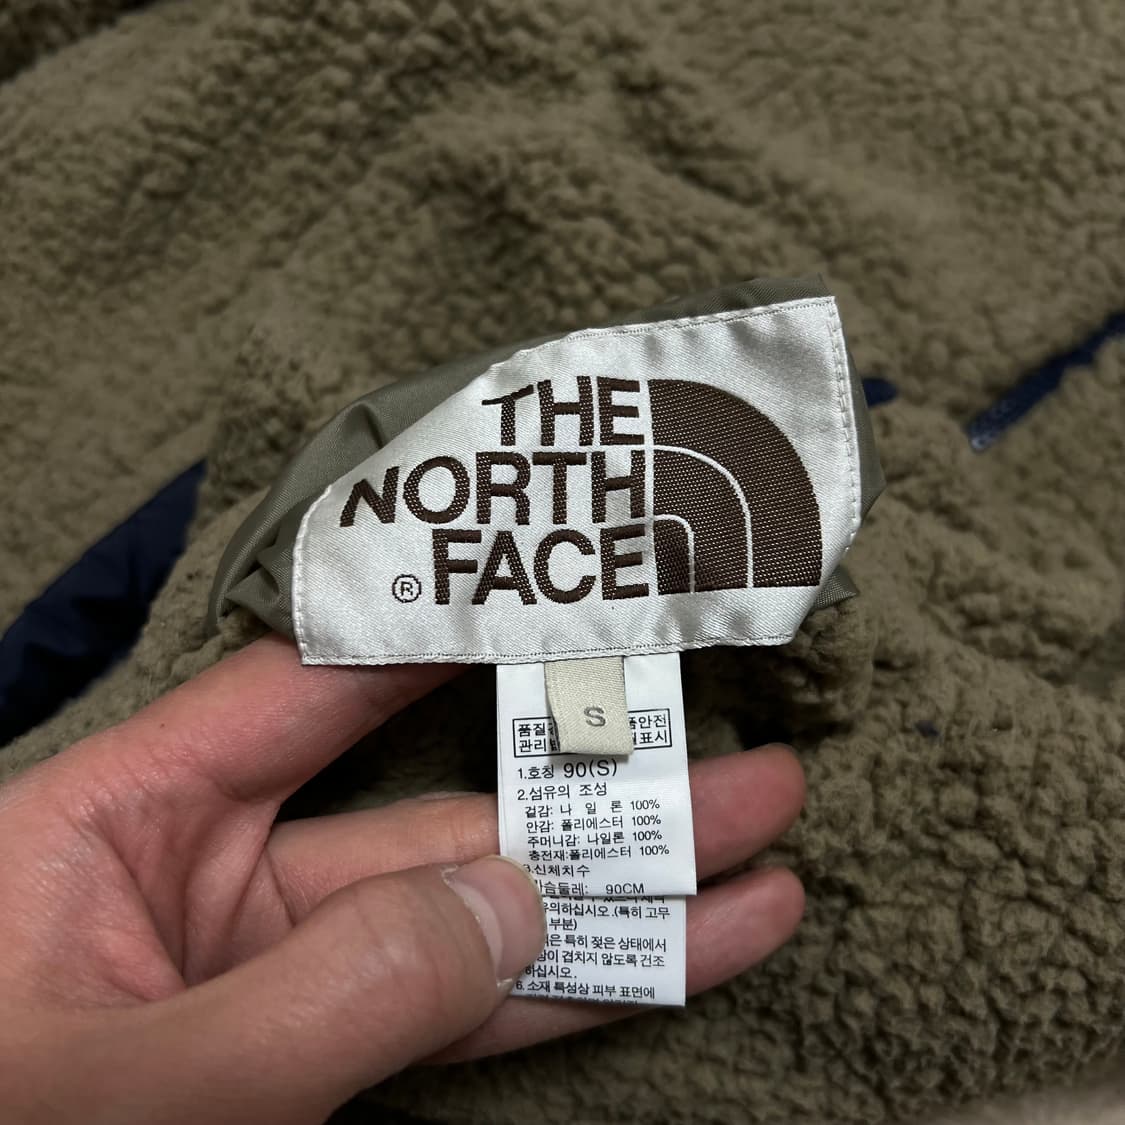 THE
NORTH
FACE
®
S
품질 품안전
관리 필표시
1.호칭 90(S)
2.섬유의 조성
겉감: 나 일 론 100%
안감: 폴리에스터 100%
주머니감: 나일론 100%
충전재:폴리에스터 100%
3.신체치수
가슴둘레: 90CM
유의하십시오.(특히 고무
부분)
특히 젖은 상태에서
겹치지 않도록 건조
하십시오.
6. 소재 특성상 피부 표면에